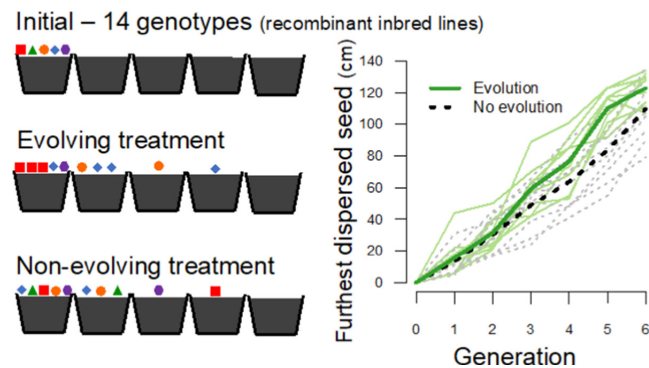 Initial – 14 genotypes (recombinant inbred lines)
Evolving treatment
Non-evolving treatment
Furthest dispersed seed (cm)
140
120
100
80
60
40
20
0
Evolution
No evolution
0 1 2 3 4 5 6
Generation